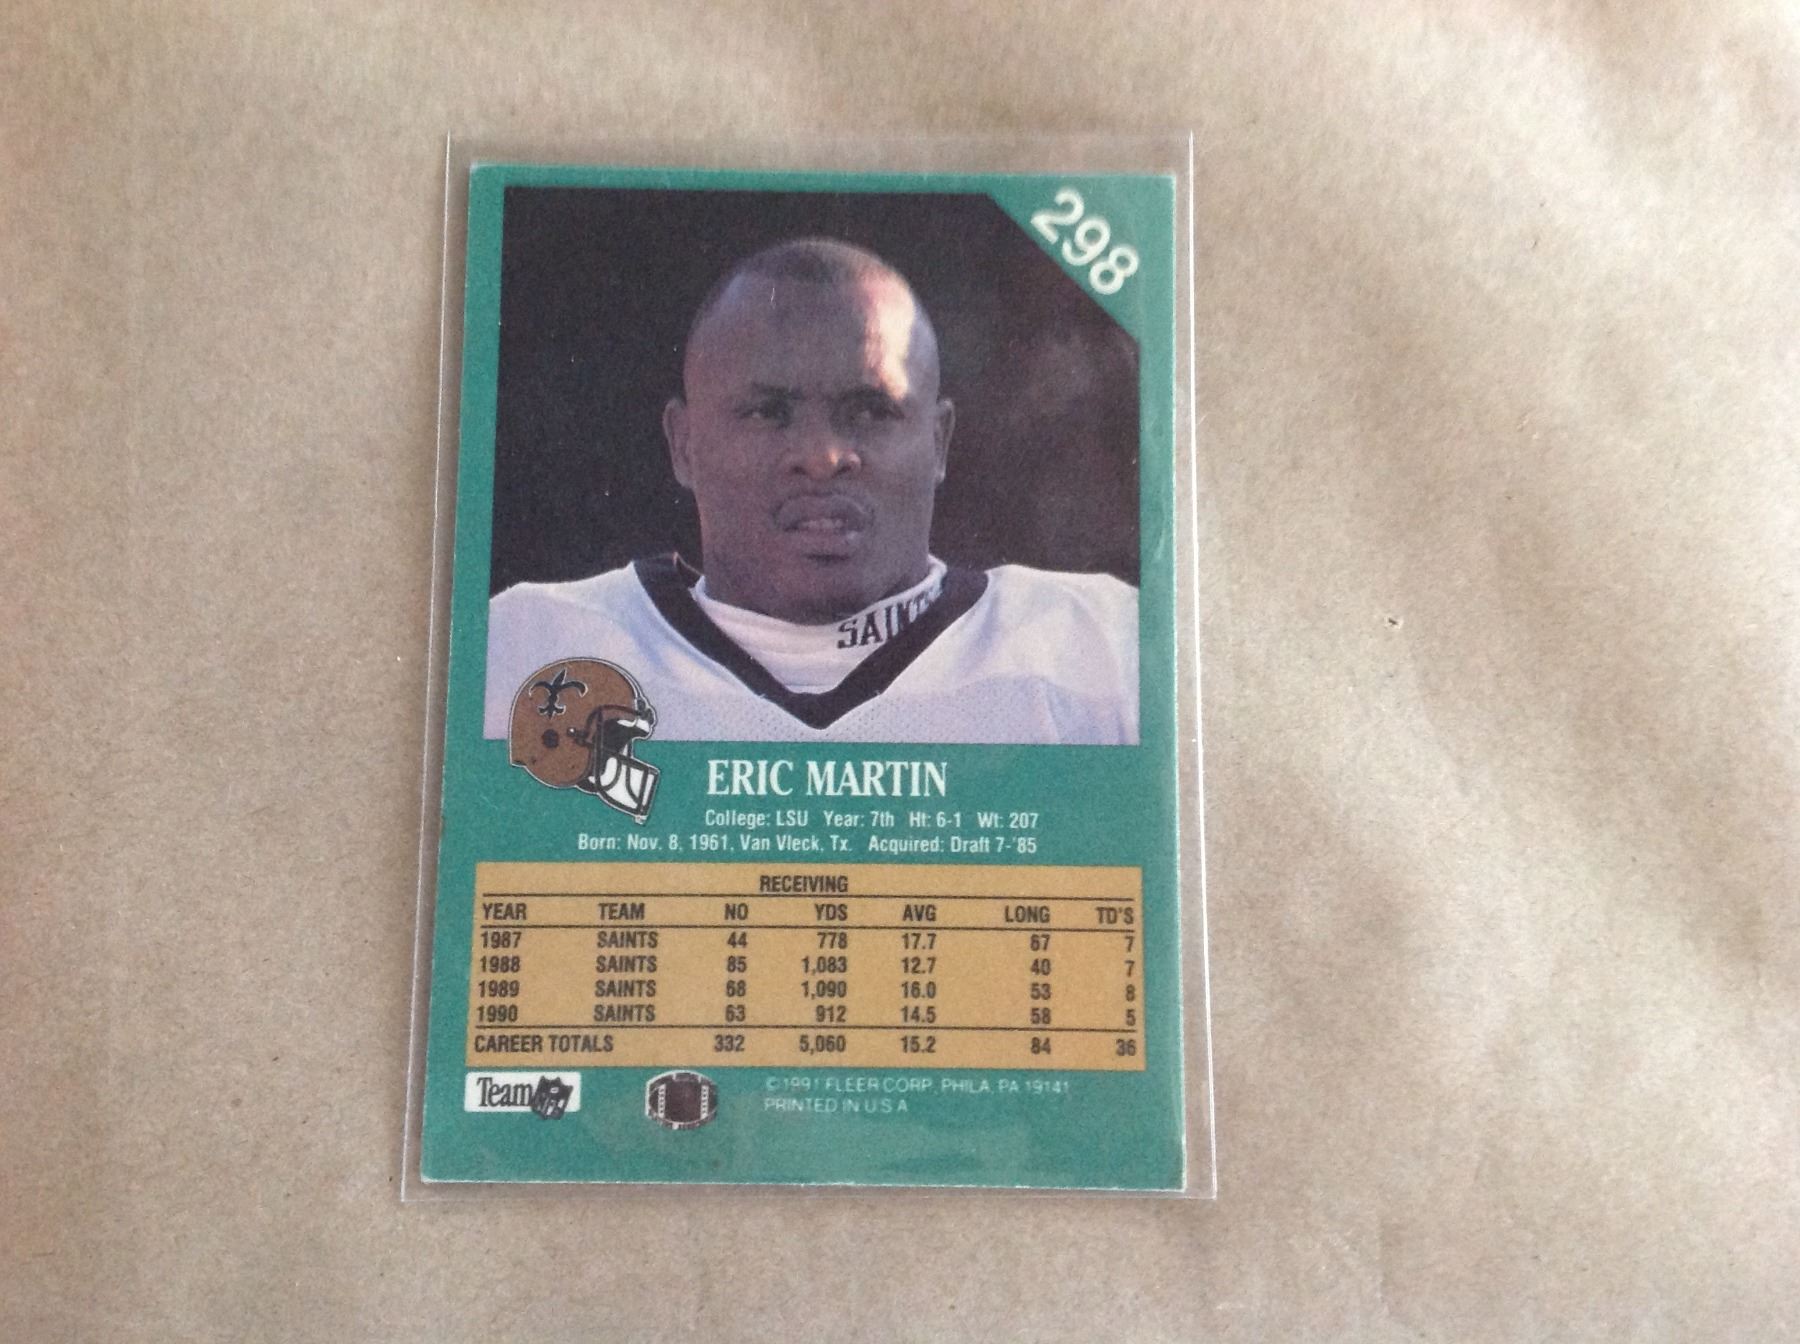 298
SAINTS
ERIC MARTIN
College: LSU Year: 7th Ht: 6-1 Wt: 207
Born: Nov. 8, 1961, Van Vleck, Tx. Acquired: Draft 7-'85
RECEIVING
YEAR TEAM NO YDS AVG LONG TD'S
1987 SAINTS 44 778 17.7 67 7
1988 SAINTS 85 1,083 12.7 40 7
1989 SAINTS 68 1,090 16.0 53 8
1990 SAINTS 63 912 14.5 58 5
CAREER TOTALS 332 5,060 15.2 84 36
Team NFL
© 1991 FLEER CORP. PHILA. PA 19141
PRINTED IN U S A